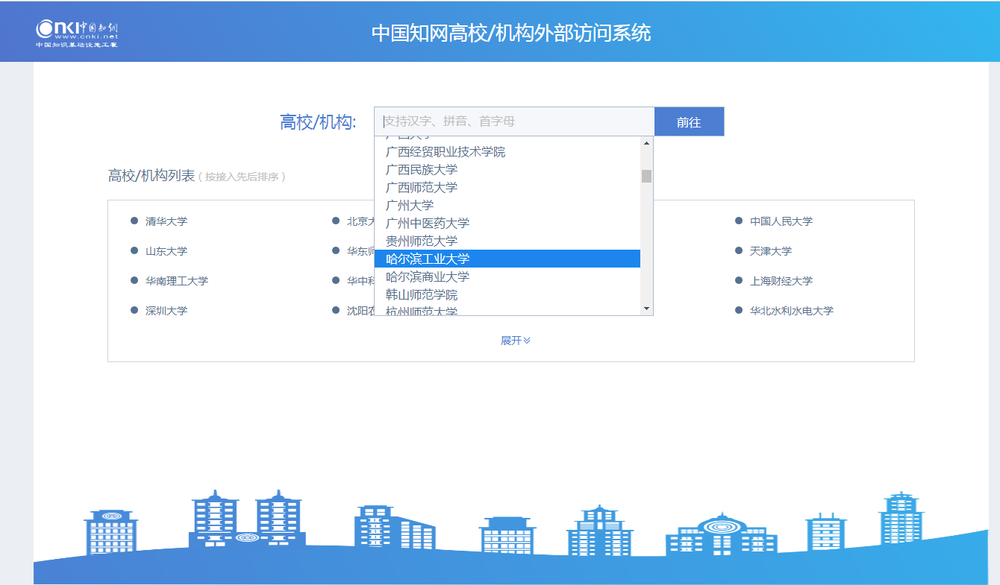 CNKI中国知网
www.cnki.net
中国知识基础设施工程
中国知网高校/机构外部访问系统
高校/机构:
支持汉字、拼音、首字母
前往
广西大学
广西经贸职业技术学院
广西民族大学
广西师范大学
广州大学
广州中医药大学
贵州师范大学
哈尔滨工业大学
哈尔滨商业大学
韩山师范学院
杭州师范大学
高校/机构列表 ( 按接入先后排序 )
清华大学
北京大
中国人民大学
山东大学
华东师
天津大学
华南理工大学
华中科
上海财经大学
深圳大学
沈阳农
华北水利水电大学
展开